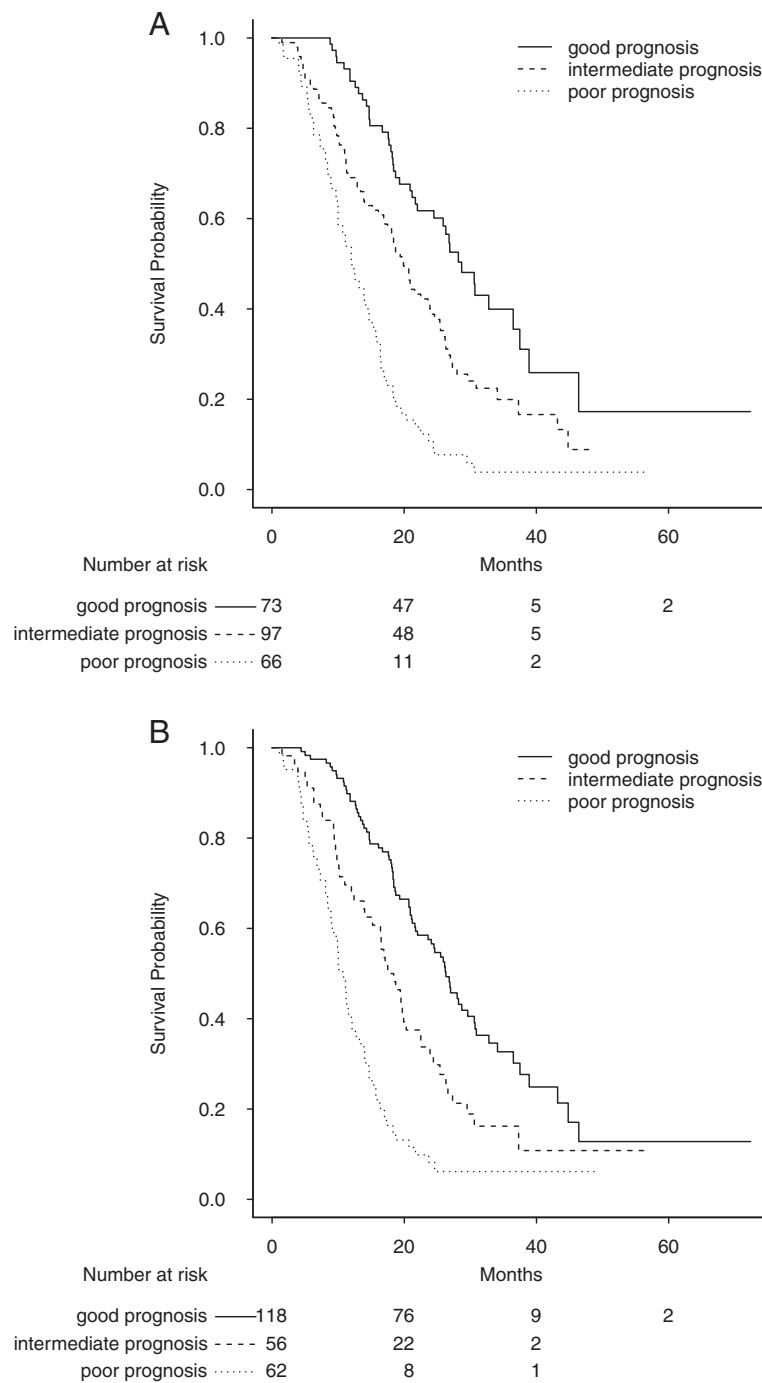 A
1.0
0.8
0.6
0.4
0.2
0.0
Survival Probability
good prognosis
intermediate prognosis
poor prognosis
0 20 40 60
Number at risk Months
good prognosis 73 47 5 2
intermediate prognosis 97 48 5
poor prognosis 66 11 2
B
1.0
0.8
0.6
0.4
0.2
0.0
Survival Probability
good prognosis
intermediate prognosis
poor prognosis
0 20 40 60
Number at risk Months
good prognosis 118 76 9 2
intermediate prognosis 56 22 2
poor prognosis 62 8 1